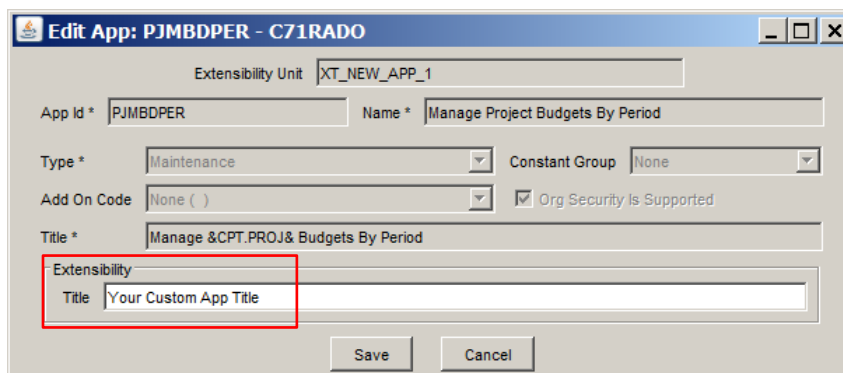 Edit App: PJMBDPER - C71RADO
Extensibility Unit XT_NEW_APP_1
App Id * PJMBDPER Name * Manage Project Budgets By Period
Type * Maintenance Constant Group None
Add On Code None ( ) Org Security Is Supported
Title * Manage &CPT.PROJ& Budgets By Period
Extensibility
Title Your Custom App Title
Save Cancel